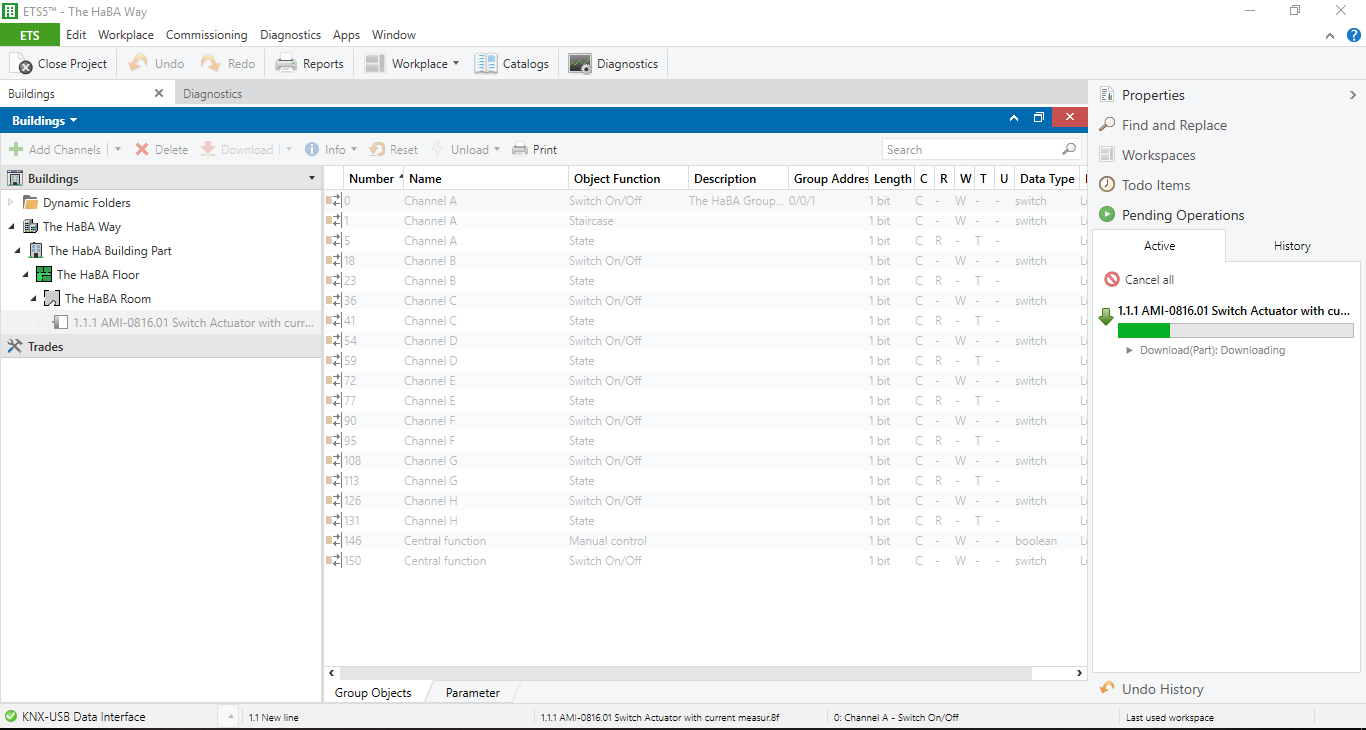 ETS5™ - The HaBA Way
ETS Edit Workplace Commissioning Diagnostics Apps Window
Close Project Undo Redo Reports Workplace Catalogs Diagnostics
Buildings Diagnostics
Buildings
Add Channels Delete Download Info Reset Unload Print Search
Buildings
Dynamic Folders
The HaBA Way
The HabA Building Part
The HaBA Floor
The HaBA Room
1.1.1 AMI-0816.01 Switch Actuator with curr...
Trades
Number Name Object Function Description Group Addres Length C R W T U Data Type
0 Channel A Switch On/Off The HaBA Group... 0/0/1 1 bit C - W - - switch
1 Channel A Staircase 1 bit C - W - - switch
5 Channel A State 1 bit C R - T -
18 Channel B Switch On/Off 1 bit C - W - - switch
23 Channel B State 1 bit C R - T -
36 Channel C Switch On/Off 1 bit C - W - - switch
41 Channel C State 1 bit C R - T -
54 Channel D Switch On/Off 1 bit C - W - - switch
59 Channel D State 1 bit C R - T -
72 Channel E Switch On/Off 1 bit C - W - - switch
77 Channel E State 1 bit C R - T -
90 Channel F Switch On/Off 1 bit C - W - - switch
95 Channel F State 1 bit C R - T -
108 Channel G Switch On/Off 1 bit C - W - - switch
113 Channel G State 1 bit C R - T -
126 Channel H Switch On/Off 1 bit C - W - - switch
131 Channel H State 1 bit C R - T -
146 Central function Manual control 1 bit C - W - - boolean
150 Central function Switch On/Off 1 bit C - W - - switch
Group Objects Parameter
Properties
Find and Replace
Workspaces
Todo Items
Pending Operations
Active History
Cancel all
1.1.1 AMI-0816.01 Switch Actuator with cu...
Download(Part): Downloading
Undo History
KNX-USB Data Interface 1.1 New line 1.1.1 AMI-0816.01 Switch Actuator with current measur.8f 0: Channel A - Switch On/Off Last used workspace